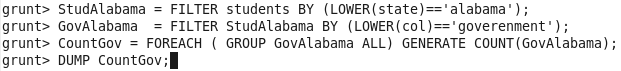 grunt> StudAlabama = FILTER students BY (LOWER(state)=='alabama');
grunt> GovAlabama  = FILTER StudAlabama BY (LOWER(col)=='goverenment');
grunt> CountGov = FOREACH ( GROUP GovAlabama ALL) GENERATE COUNT(GovAlabama);
grunt> DUMP CountGov;